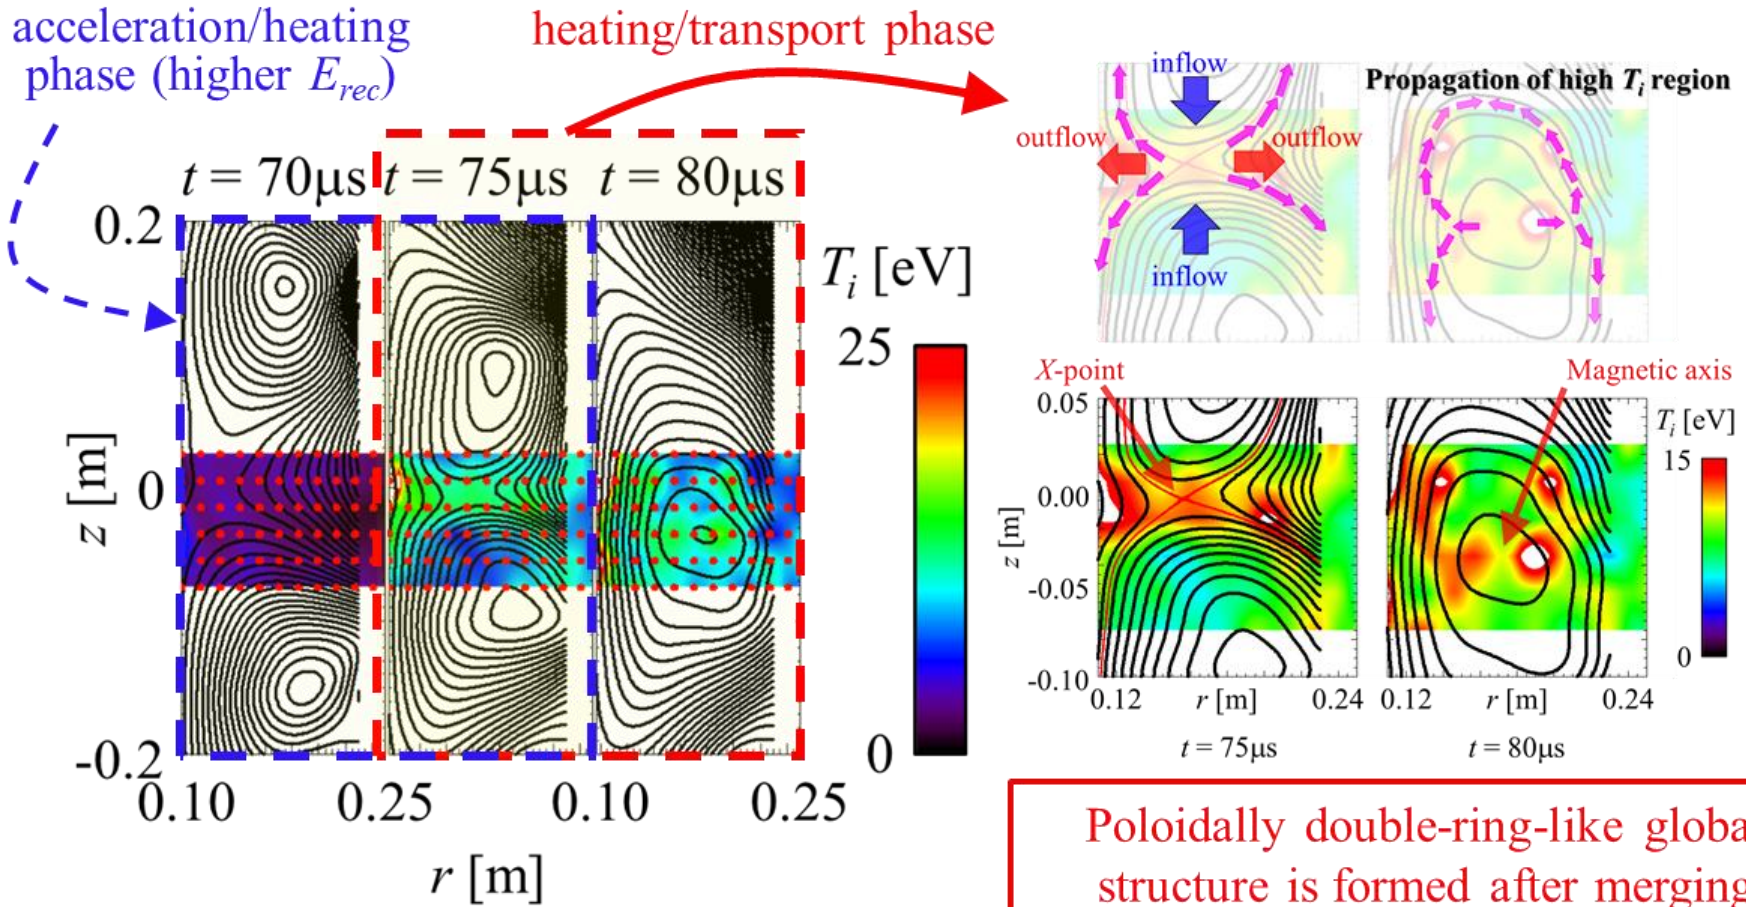 acceleration/heating
phase (higher E_rec)
heating/transport phase
t = 70μs
t = 75μs
t = 80μs
0.2
0
-0.2
z [m]
0.10
0.25
0.10
0.25
r [m]
T_i [eV]
25
0
inflow
outflow
outflow
inflow
Propagation of high T_i region
X-point
Magnetic axis
0.05
0.00
-0.05
-0.10
z [m]
T_i [eV]
15
0
0.12 r [m] 0.24
0.12 r [m] 0.24
t = 75μs
t = 80μs
Poloidally double-ring-like globa
structure is formed after merging